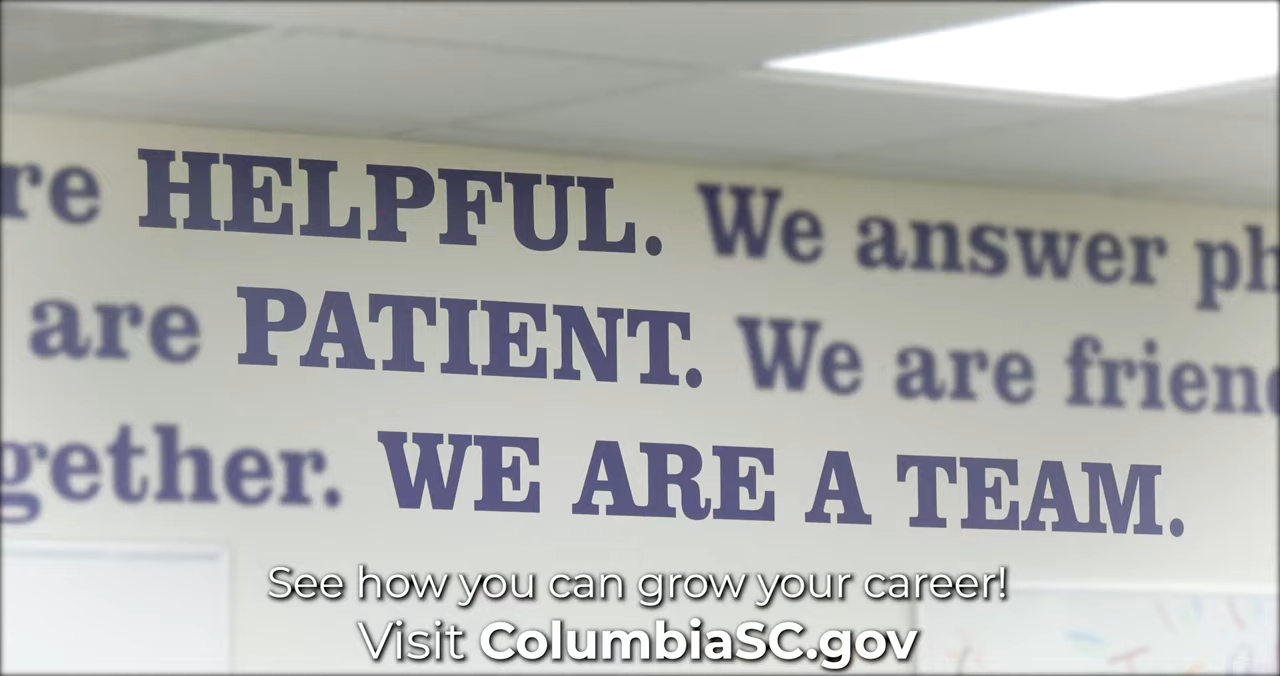 re HELPFUL. We answer ph
are PATIENT. We are friend
gether. WE ARE A TEAM.
See how you can grow your career!
Visit ColumbiaSC.gov